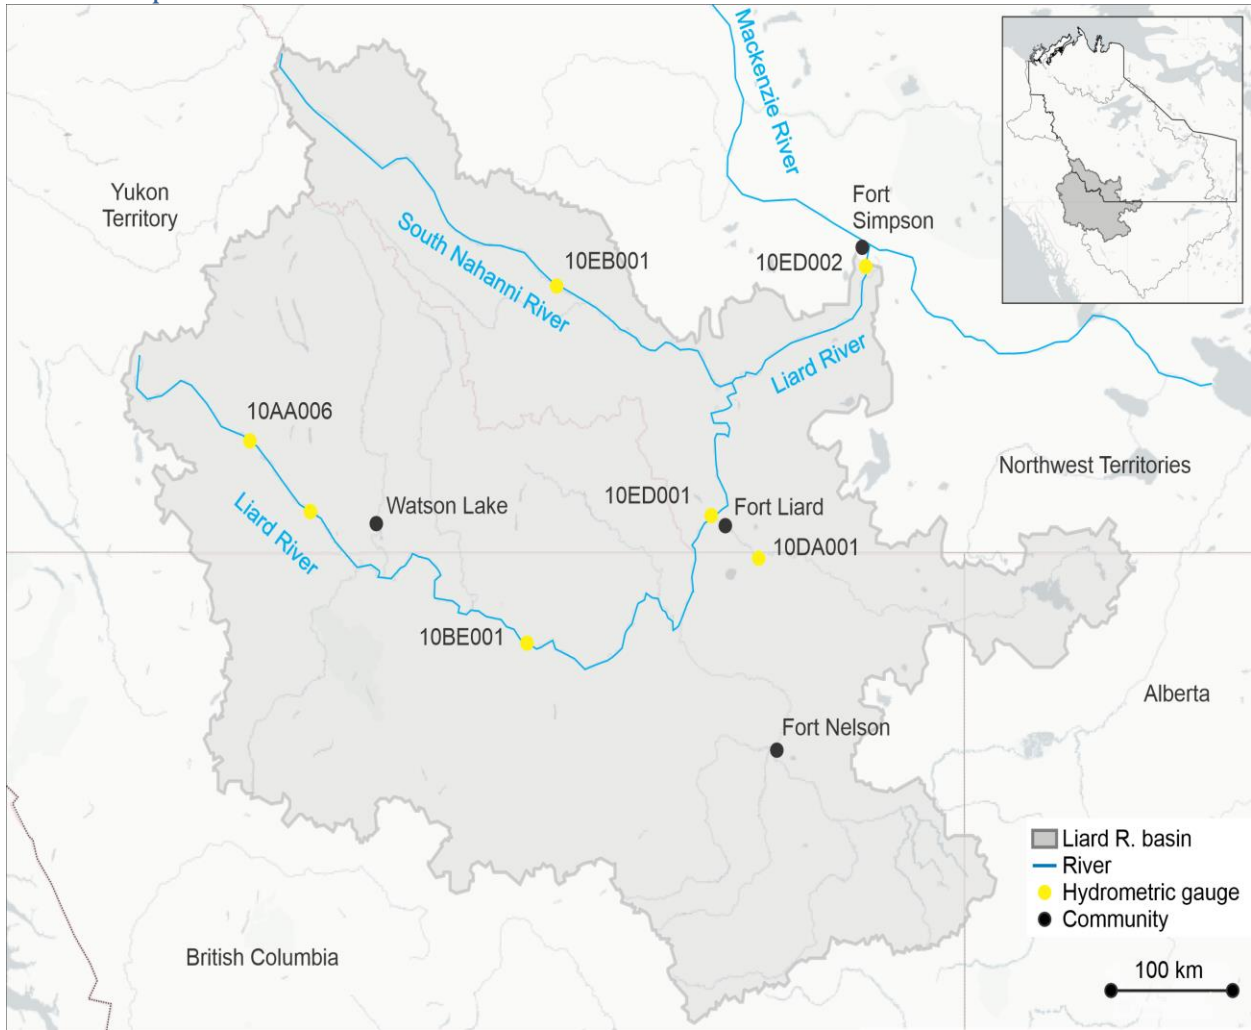 Mackenzie River
Yukon
Territory
Fort
Simpson
South Nahanni River
10EB001
10ED002
Liard River
10AA006
Northwest Territories
Liard River
Watson Lake
10ED001
Fort Liard
10DA001
10BE001
Alberta
Fort Nelson
Liard R. basin
River
Hydrometric gauge
Community
British Columbia
100 km